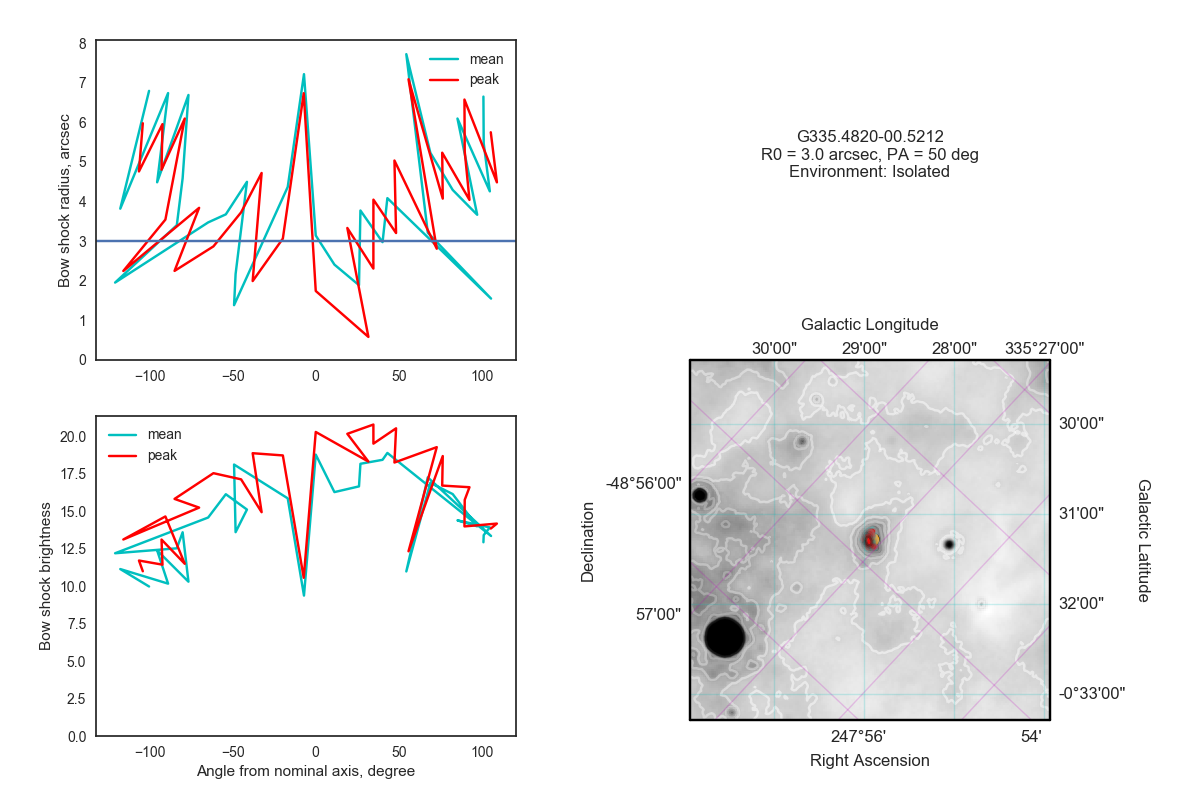 8
7
6
5
4
3
2
1
0
Bow shock radius, arcsec
mean
peak
−100
−50
0
50
100
20.0
17.5
15.0
12.5
10.0
7.5
5.0
2.5
0.0
Bow shock brightness
mean
peak
−100
−50
0
50
100
Angle from nominal axis, degree
G335.4820-00.5212
R0 = 3.0 arcsec, PA = 50 deg
Environment: Isolated
Galactic Longitude
30'00" 29'00" 28'00" 335°27'00"
30'00"
31'00"
32'00"
-0°33'00"
Galactic Latitude
-48°56'00"
57'00"
Declination
247°56' 54'
Right Ascension